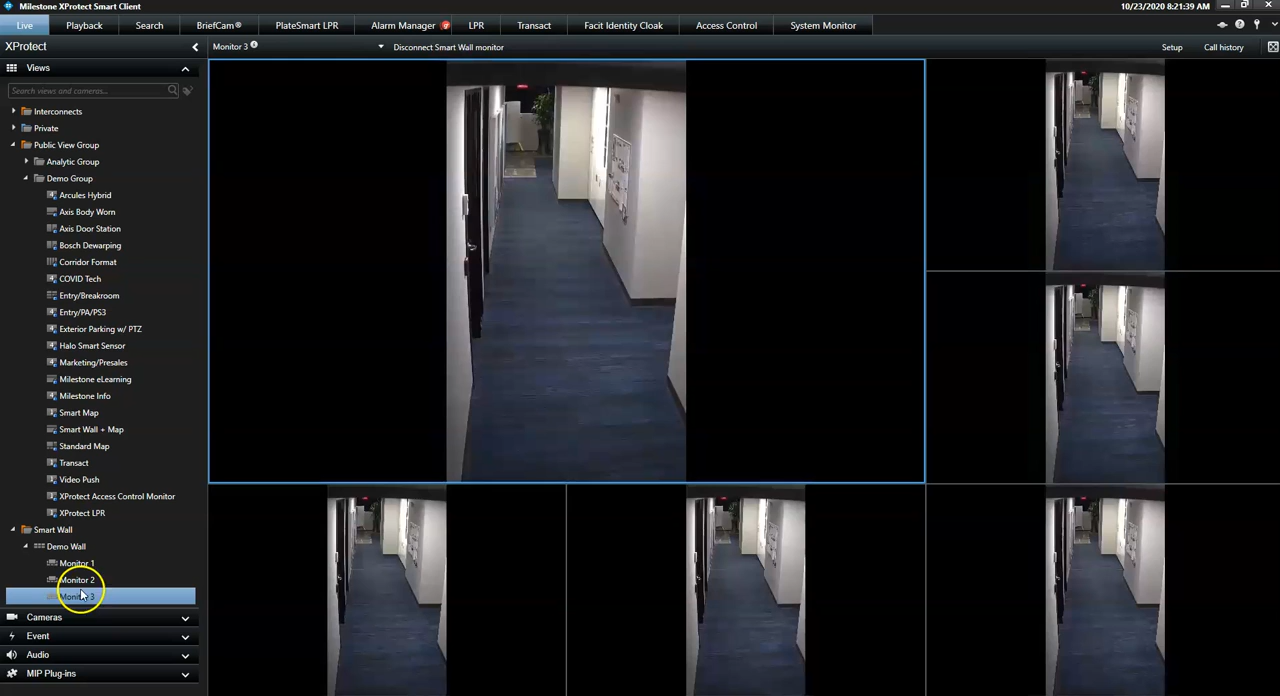 Milestone XProtect Smart Client
10/23/2020 8:21:39 AM
Live
Playback
Search
BriefCam®
PlateSmart LPR
Alarm Manager
LPR
Transact
Facit Identity Cloak
Access Control
System Monitor
XProtect
Monitor 3
Disconnect Smart Wall monitor
Setup
Call history
Views
Search views and cameras...
Interconnects
Private
Public View Group
Analytic Group
Demo Group
Arcules Hybrid
Axis Body Worn
Axis Door Station
Bosch Dewarping
Corridor Format
COVID Tech
Entry/Breakroom
Entry/PA/PS3
Exterior Parking w/ PTZ
Halo Smart Sensor
Marketing/Presales
Milestone eLearning
Milestone Info
Smart Map
Smart Wall + Map
Standard Map
Transact
Video Push
XProtect Access Control Monitor
XProtect LPR
Smart Wall
Demo Wall
Monitor 1
Monitor 2
Monitor 3
Cameras
Event
Audio
MIP Plug-ins